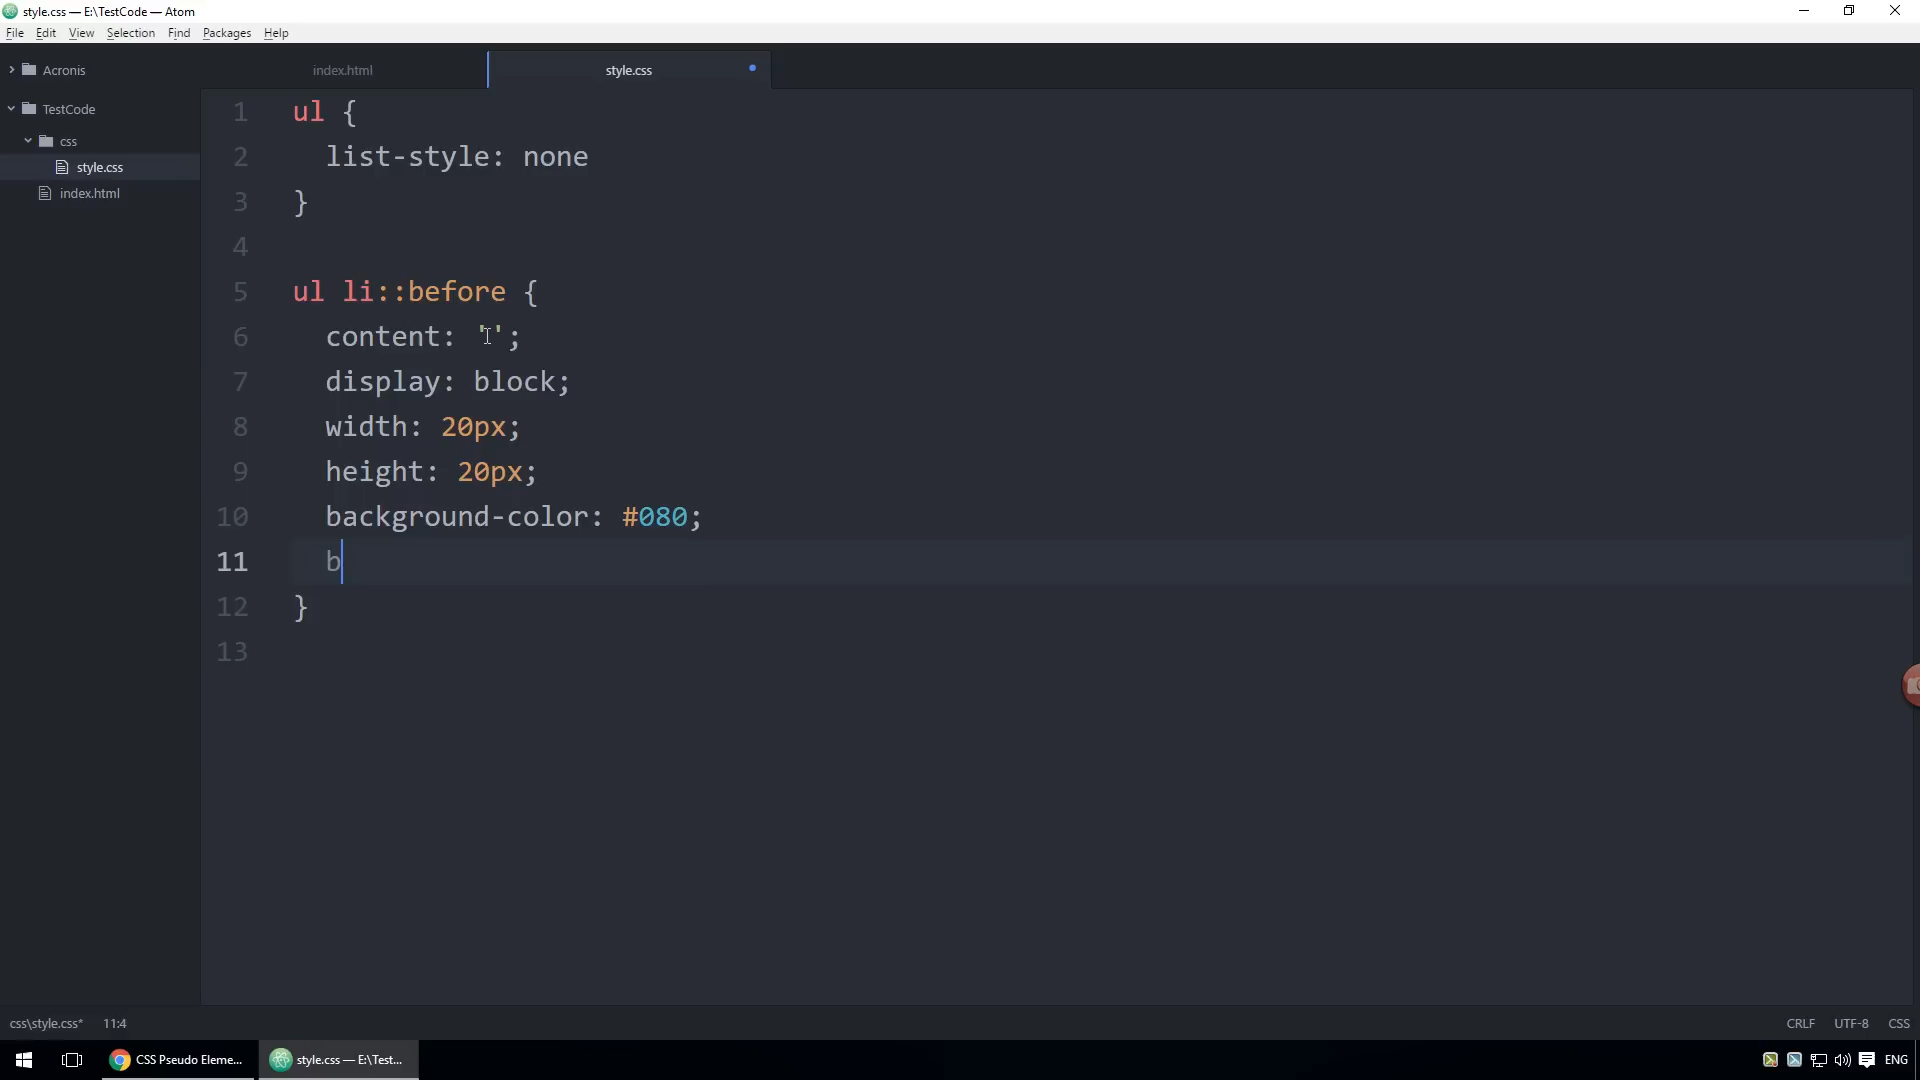 style.css — E:\TestCode — Atom
File Edit View Selection Find Packages Help
Acronis
TestCode
css
style.css
index.html
index.html style.css
1 ul {
2 list-style: none
3 }
4
5 ul li::before {
6 content: '';
7 display: block;
8 width: 20px;
9 height: 20px;
10 background-color: #080;
11 b
12 }
13
css\style.css* 11:4 CRLF UTF-8 CSS
CSS Pseudo Eleme... style.css — E:\Test... ENG